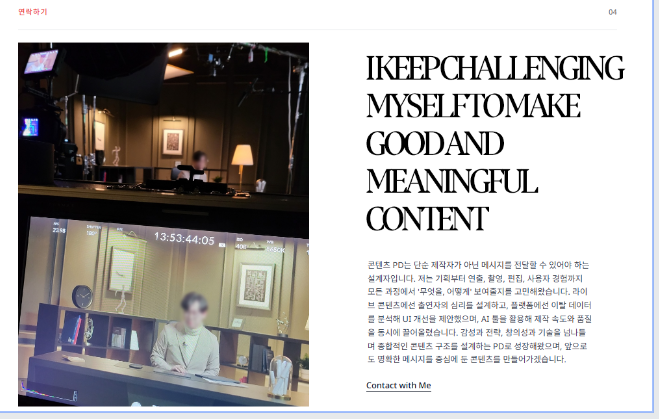 연락하기
04
I KEEP CHALLENGING
MYSELF TO MAKE
GOOD AND
MEANINGFUL
CONTENT
13:53:44:05
콘텐츠 PD는 단순 제작자가 아닌 메시지를 전달할 수 있어야 하는
설계자입니다. 저는 기획부터 연출, 촬영, 편집, 사용자 경험까지
모든 과정에서 '무엇을, 어떻게' 보여줄지를 고민해왔습니다. 라이
브 콘텐츠에선 출연자의 심리를 설계하고, 플랫폼에선 이탈 데이터
를 분석해 UI 개선을 제안했으며, AI 툴을 활용해 제작 속도와 품질
을 동시에 끌어올렸습니다. 감성과 전략, 창의성과 기술을 넘나들
며 종합적인 콘텐츠 구조를 설계하는 PD로 성장해왔으며, 앞으로
도 명확한 메시지를 중심에 둔 콘텐츠를 만들어가겠습니다.
Contact with Me